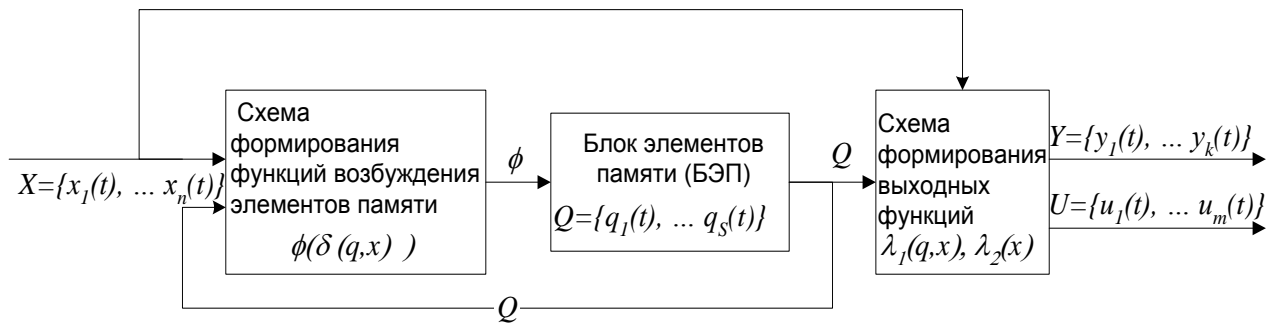 X={x₁(t), ... xₙ(t)}
Схема
формирования
функций возбуждения
элементов памяти
ϕ(δ (q,x) )
ϕ
Блок элементов
памяти (БЭП)
Q={q₁(t), ... q_S(t)}
Q
Схема
формирования
выходных
функций
λ₁(q,x), λ₂(x)
Y={y₁(t), ... yₖ(t)}
U={u₁(t), ... uₘ(t)}
Q